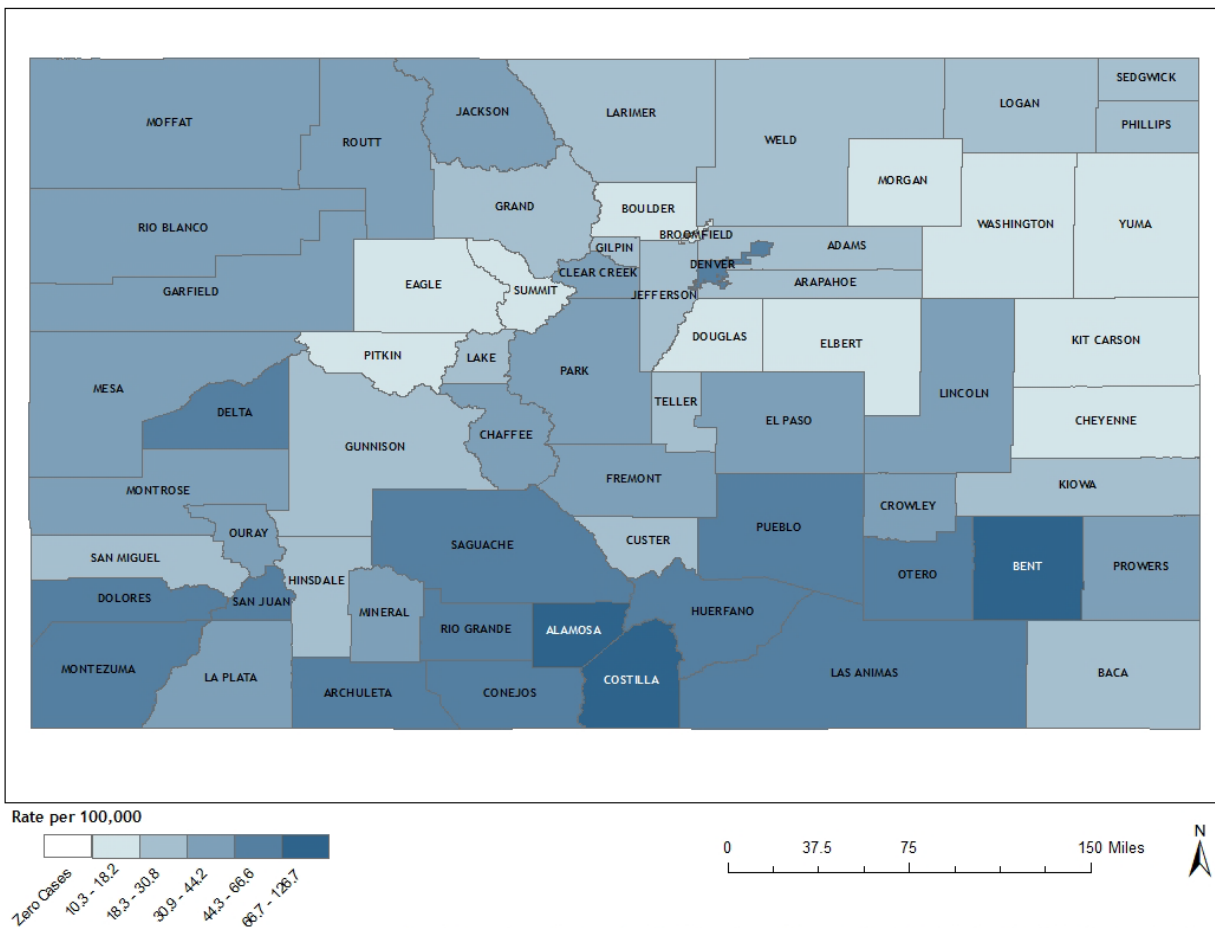 SEDGWICK
LOGAN
JACKSON
LARIMER
MOFFAT
PHILLIPS
ROUTT
WELD
MORGAN
GRAND
BOULDER
WASHINGTON
YUMA
RIO BLANCO
BROOMFIELD
GILPIN
ADAMS
DENVER
CLEAR CREEK
ARAPAHOE
EAGLE
SUMMIT
GARFIELD
JEFFERSON
DOUGLAS
ELBERT
KIT CARSON
PITKIN
LAKE
PARK
MESA
LINCOLN
TELLER
DELTA
EL PASO
CHEYENNE
CHAFFEE
GUNNISON
FREMONT
KIOWA
MONTROSE
CROWLEY
PUEBLO
OURAY
CUSTER
SAGUACHE
SAN MIGUEL
BENT
PROWERS
OTERO
HINSDALE
DOLORES
SAN JUAN
MINERAL
HUERFANO
RIO GRANDE
ALAMOSA
MONTEZUMA
LA PLATA
COSTILLA
LAS ANIMAS
BACA
ARCHULETA
CONEJOS
Rate per 100,000
Zero Cases
10.3 - 18.2
18.3 - 30.8
30.9 - 44.2
44.3 - 66.6
66.7 - 126.7
0 37.5 75 150 Miles
N